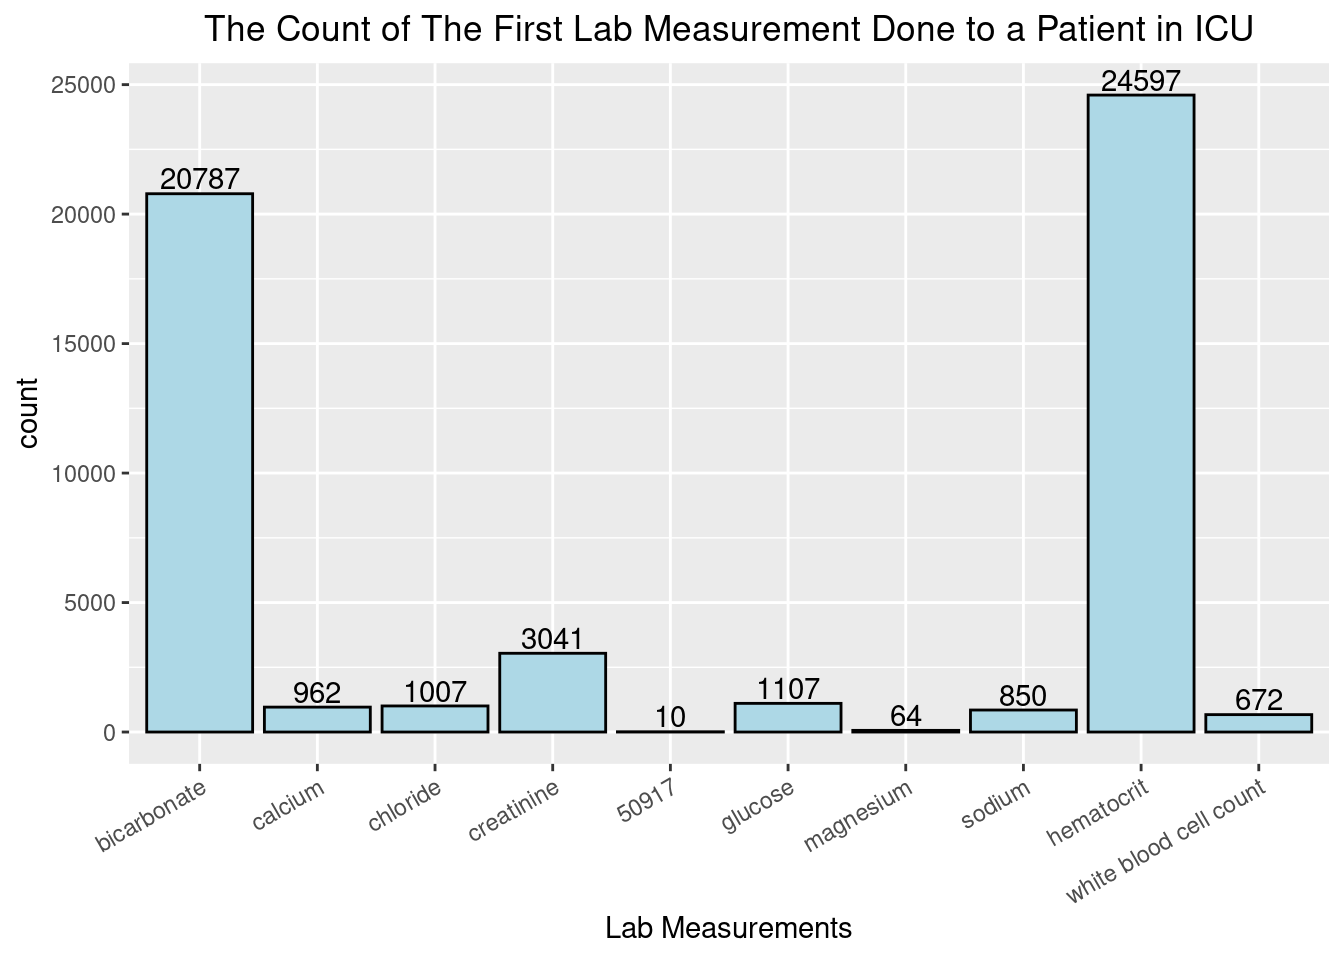 The Count of The First Lab Measurement Done to a Patient in ICU
count
25000
20000
15000
10000
5000
0
20787
962
1007
3041
10
1107
64
850
24597
672
bicarbonate
calcium
chloride
creatinine
50917
glucose
magnesium
sodium
hematocrit
white blood cell count
Lab Measurements